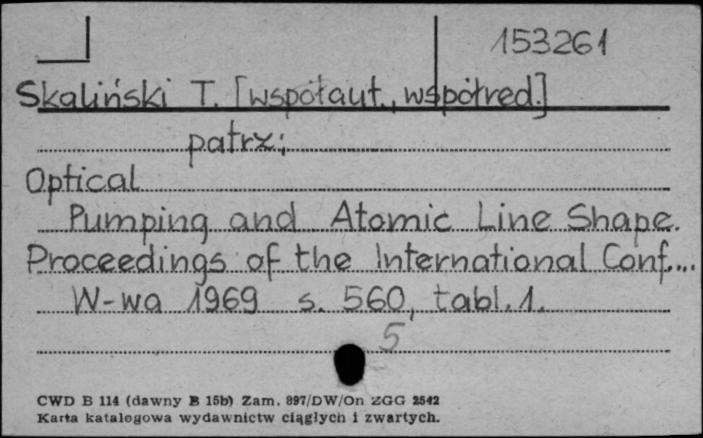 153261
Skaliński T. [współaut., współred.]
patrz:
Optical
Pumping and Atomic Line Shape.
Proceedings of the International Conf....
W-wa 1969 s. 560, tabl. 1.
5
CWD B 114 (dawny B 15b) Zam. 897/DW/On ZGG 2542
Karta katalogowa wydawnictw ciągłych i zwartych.